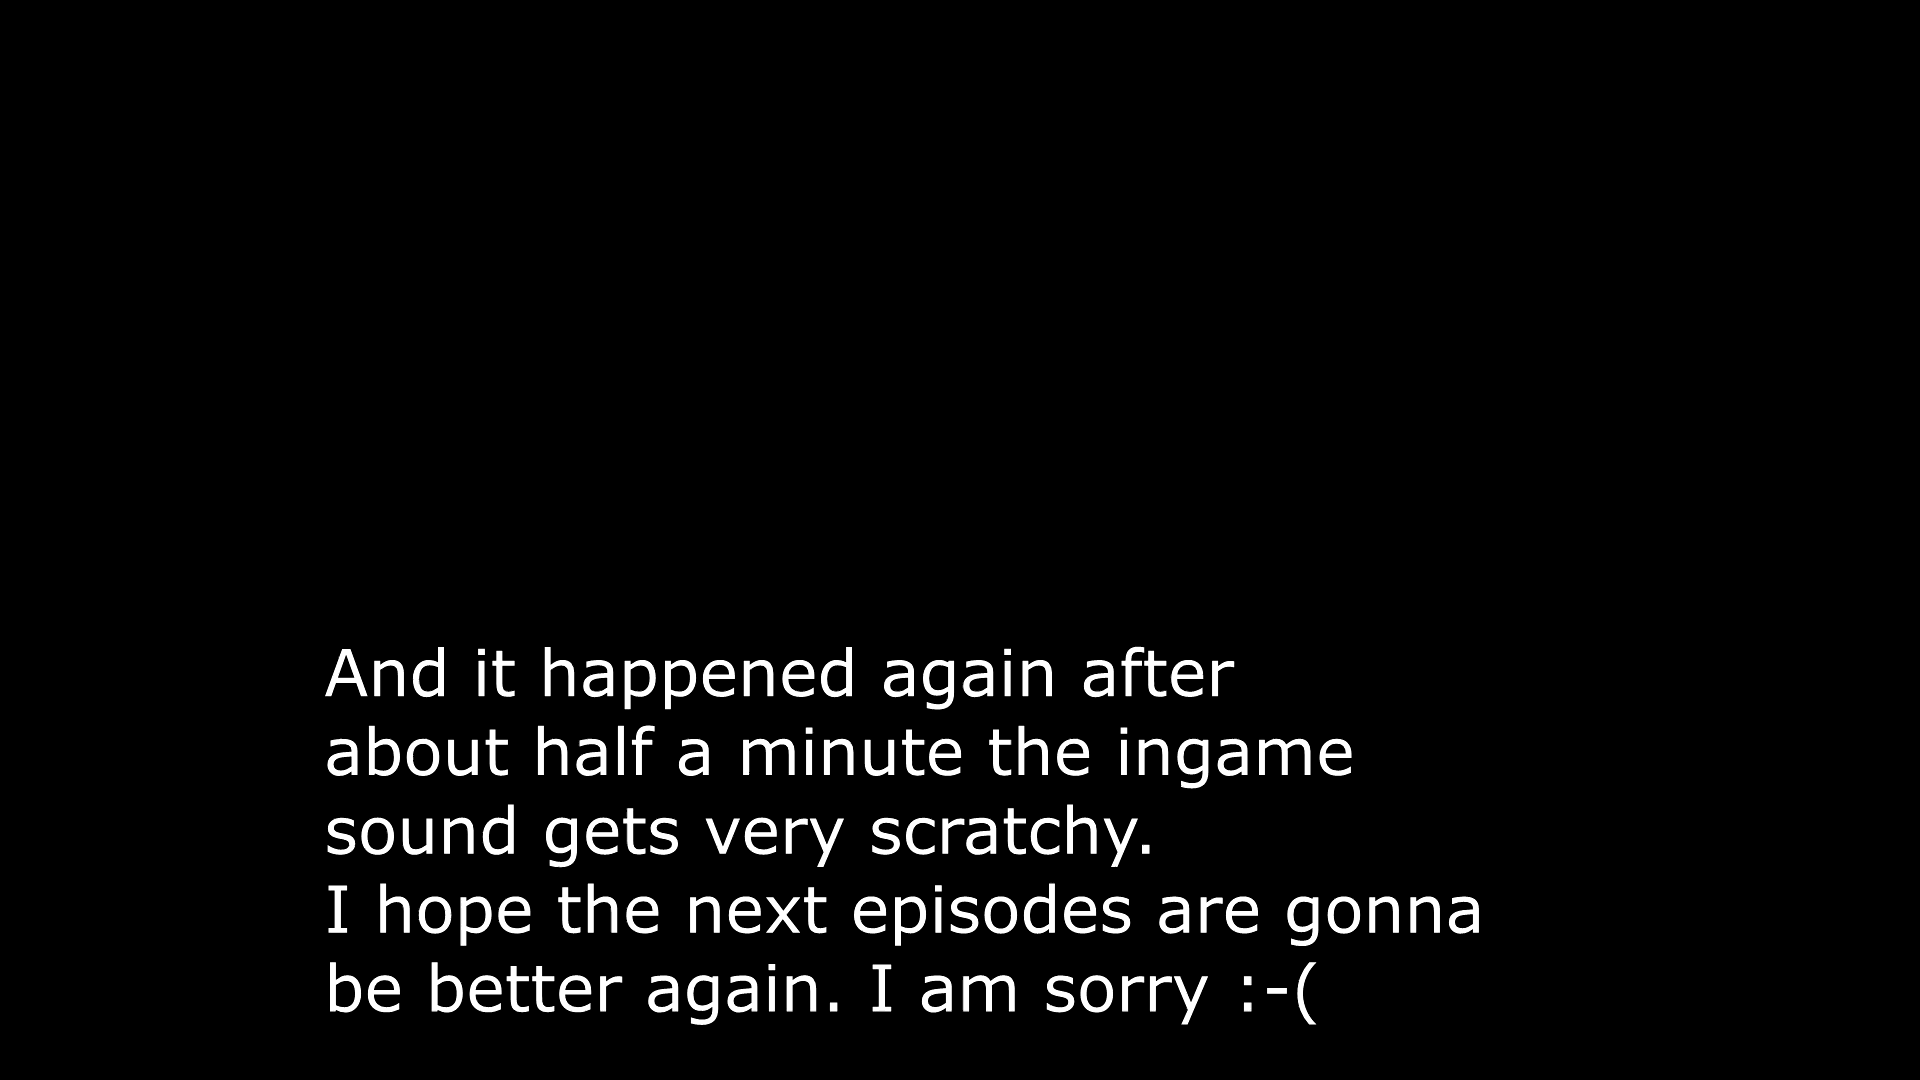 And it happened again after
about half a minute the ingame
sound gets very scratchy.
I hope the next episodes are gonna
be better again. I am sorry :-(